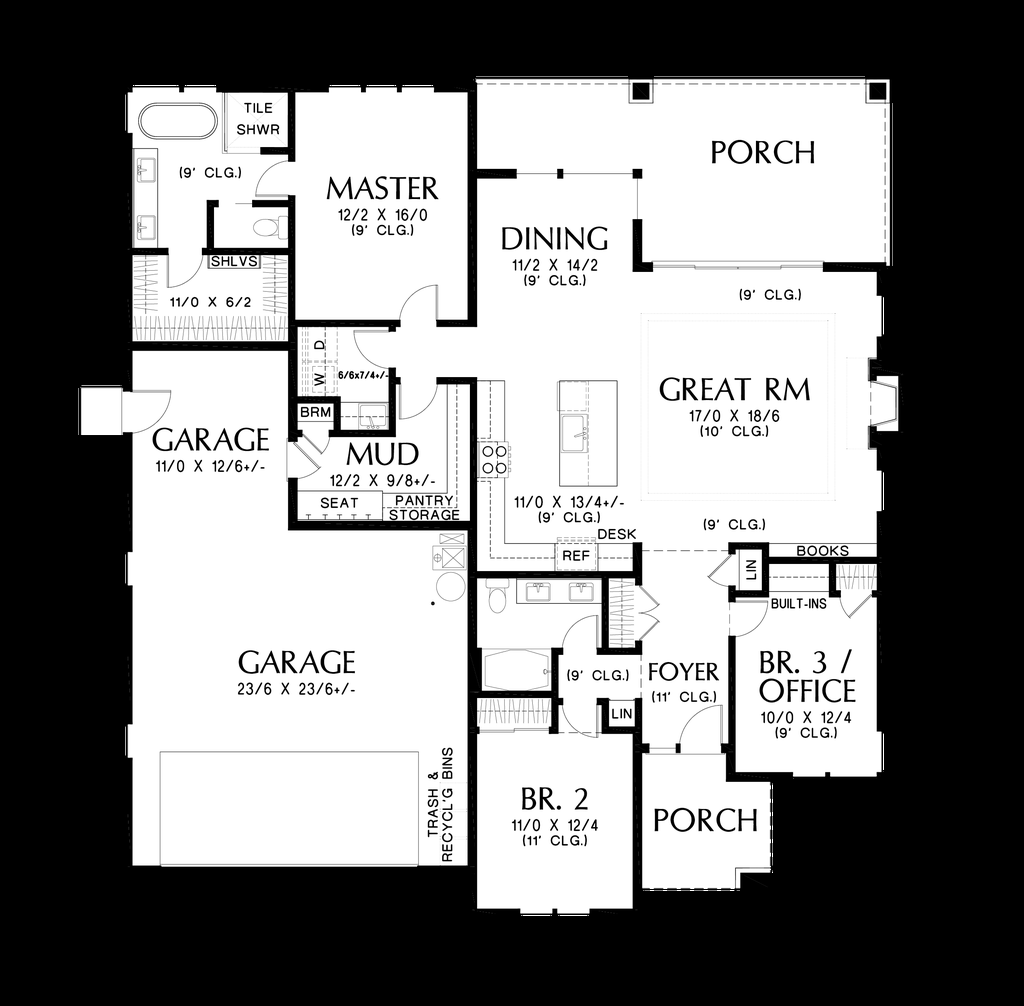 TILE
SHWR
(9' CLG.)
MASTER
12/2 X 16/0
(9' CLG.)
PORCH
DINING
11/2 X 14/2
(9' CLG.)
SHLVS
11/0 X 6/2
(9' CLG.)
D
W
6/6x7/4+/-
BRM
GREAT RM
17/0 X 18/6
(10' CLG.)
GARAGE
11/0 X 12/6+/-
MUD
12/2 X 9/8+/-
SEAT
PANTRY
STORAGE
11/0 X 13/4+/-
(9' CLG.)
DESK
REF
(9' CLG.)
BOOKS
LIN
BUILT-INS
GARAGE
23/6 X 23/6+/-
(9' CLG.)
FOYER
(11' CLG.)
LIN
BR. 3 /
OFFICE
10/0 X 12/4
(9' CLG.)
TRASH &
RECYCL'G BINS
BR. 2
11/0 X 12/4
(11' CLG.)
PORCH